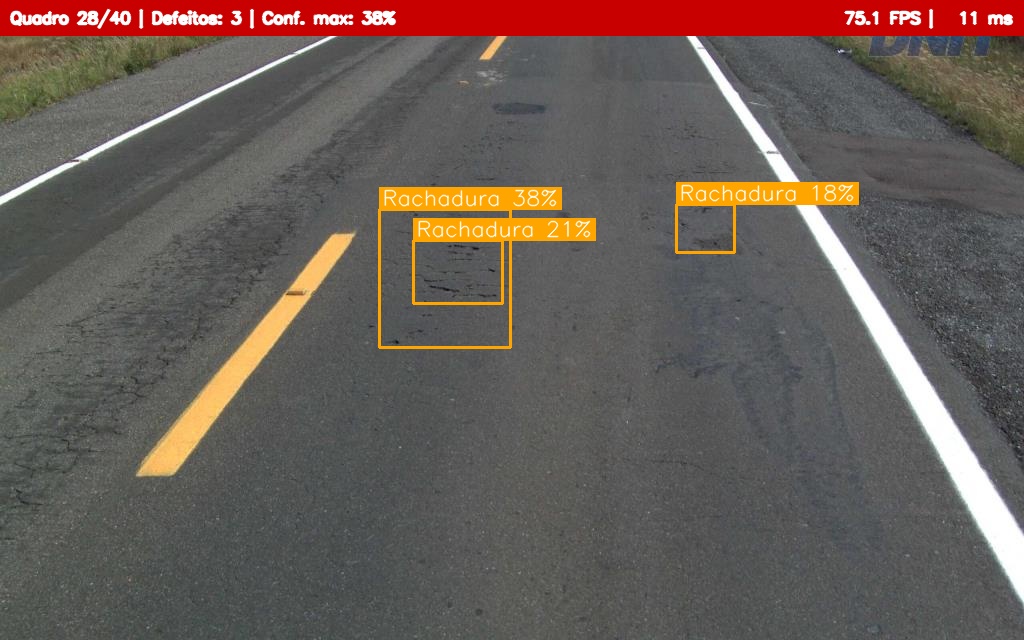 Quadro 28/40 | Defeitos: 3 | Conf. max: 38%
75.1 FPS | 11 ms
DNIT
Rachadura 38%
Rachadura 18%
Rachadura 21%